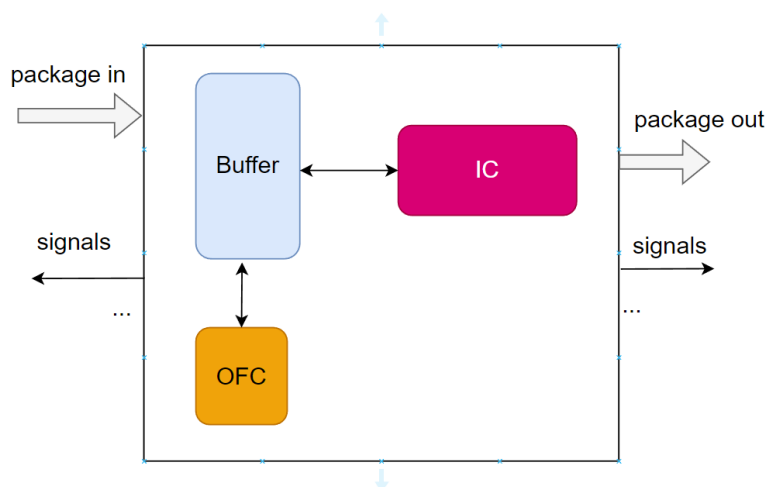 package in
package out
Buffer
IC
signals
signals
...
...
OFC